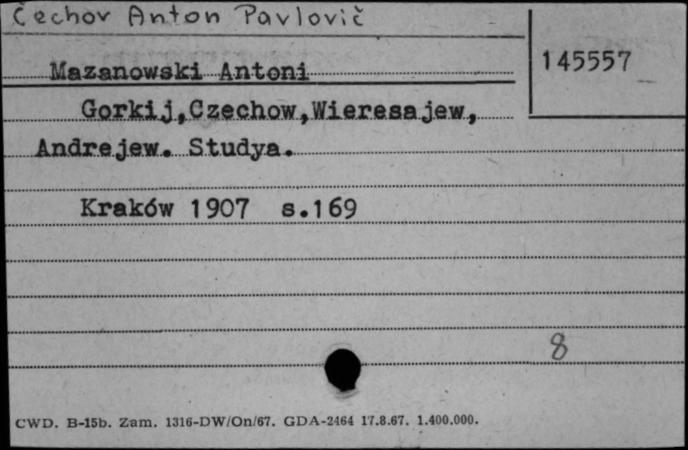 Čechov Anton Pavlovič
145557
Mazanowski Antoni
Gorkij,Czechow,Wieresajew,
Andrejew. Studya.
Kraków 1907 s.169
8
CWD. B-15b. Zam. 1316-DW/On/67. GDA-2464 17.8.67. 1.400.000.